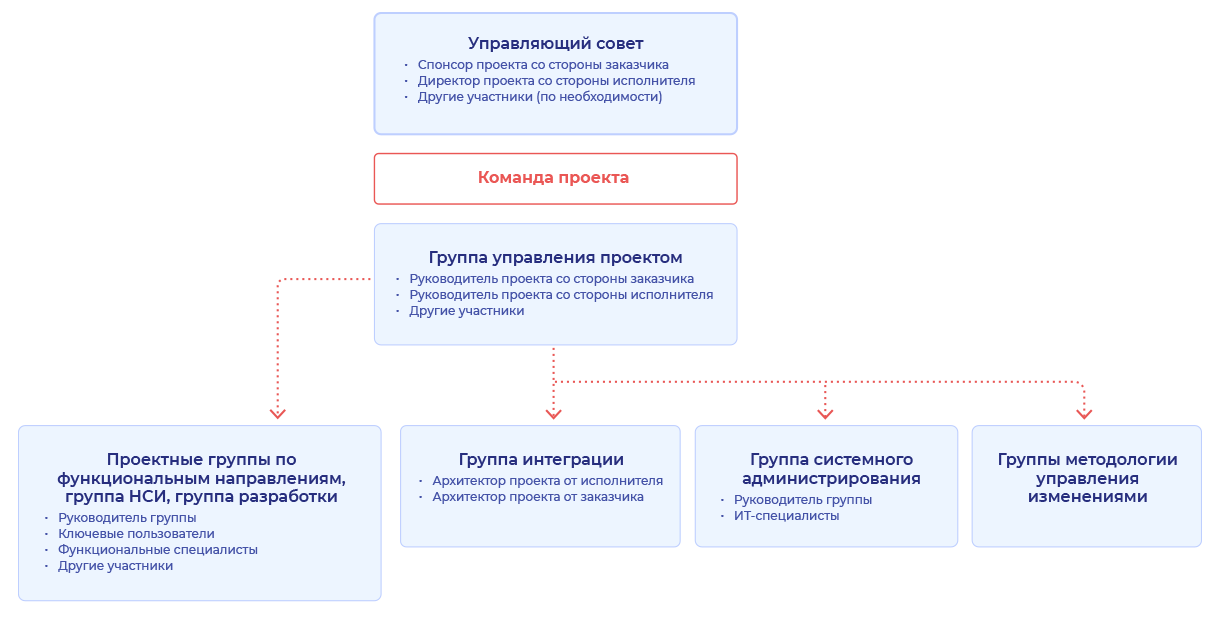 Управляющий совет
· Спонсор проекта со стороны заказчика
· Директор проекта со стороны исполнителя
· Другие участники (по необходимости)
Команда проекта
Группа управления проектом
· Руководитель проекта со стороны заказчика
· Руководитель проекта со стороны исполнителя
· Другие участники
Проектные группы по
функциональным направлениям,
группа НСИ, группа разработки
· Руководитель группы
· Ключевые пользователи
· Функциональные специалисты
· Другие участники
Группа интеграции
· Архитектор проекта от исполнителя
· Архитектор проекта от заказчика
Группа системного
администрирования
· Руководитель группы
· ИТ-специалисты
Группы методологии
управления
изменениями